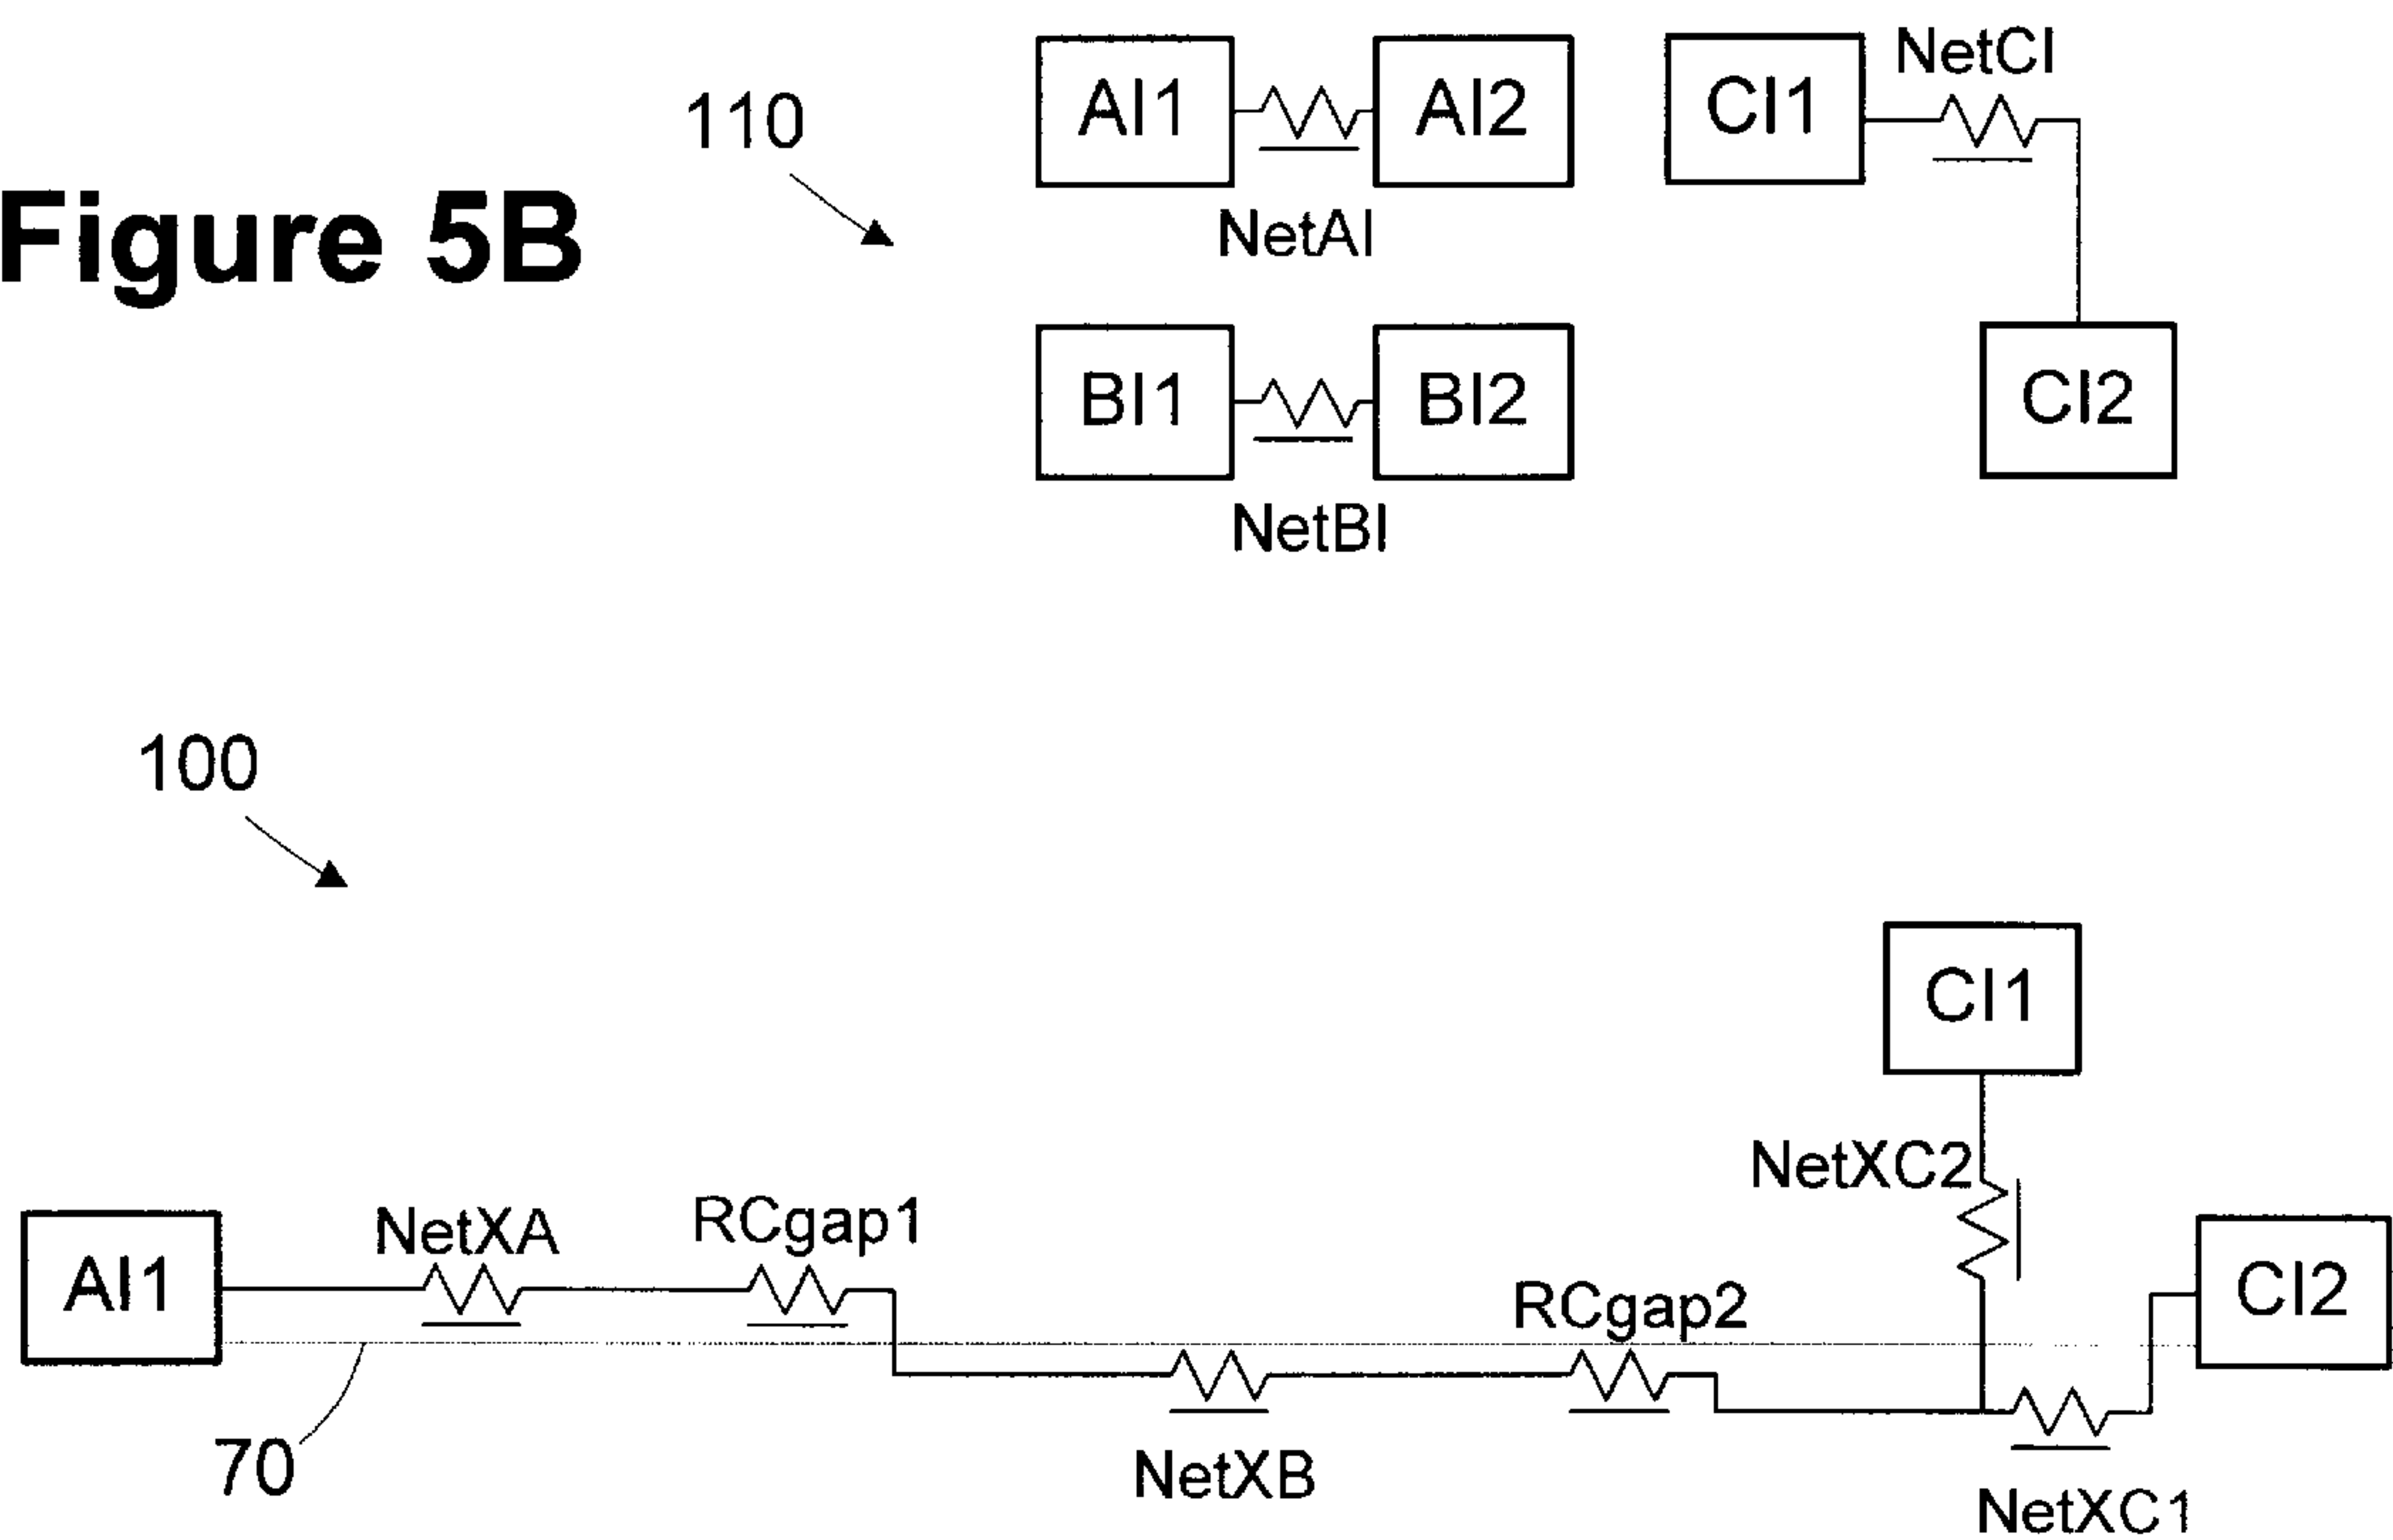 Figure 5B
110
AI1
AI2
NetAI
CI1
NetCI
CI2
BI1
BI2
NetBI
100
CI1
NetXC2
AI1
NetXA
RCgap1
RCgap2
CI2
70
NetXB
NetXC1